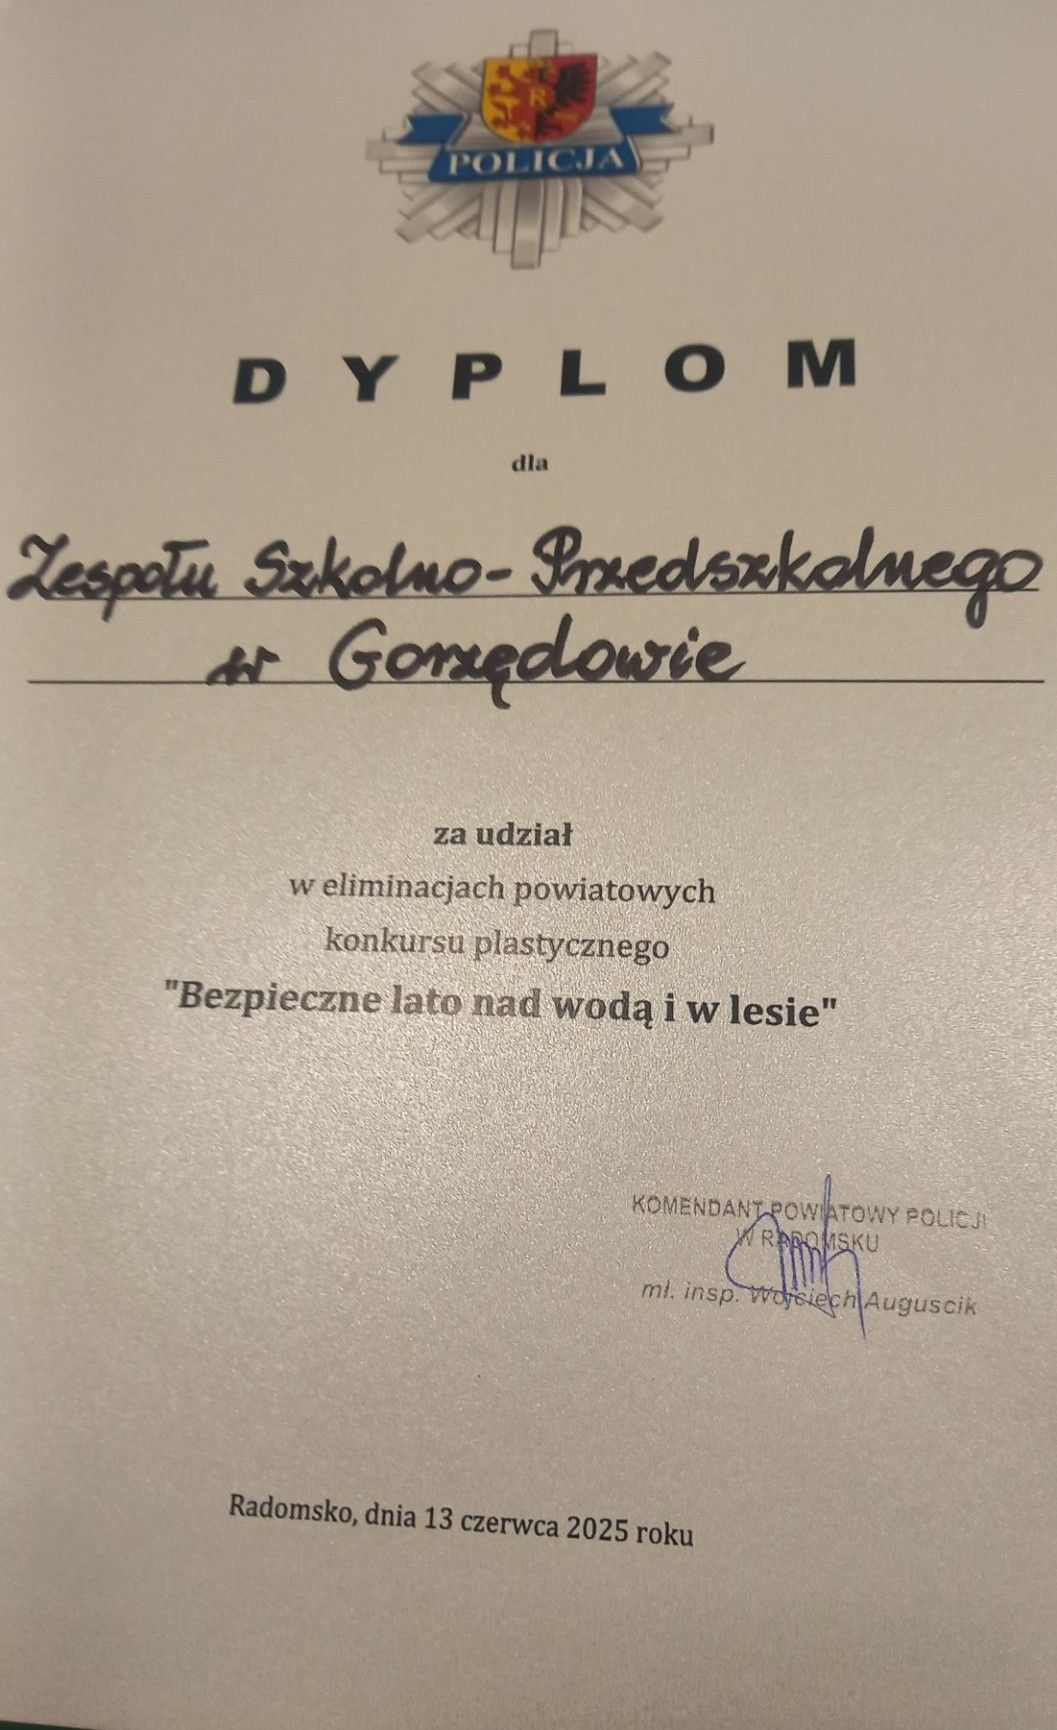 R
POLICJA
DYPLOM
dla
Zespołu Szkolno-Przedszkolnego
w Gorzędowie
za udział
w eliminacjach powiatowych
konkursu plastycznego
"Bezpieczne lato nad wodą i w lesie"
KOMENDANT POWIATOWY POLICJI
W RADOMSKU
mł. insp. Wojciech Auguscik
Radomsko, dnia 13 czerwca 2025 roku